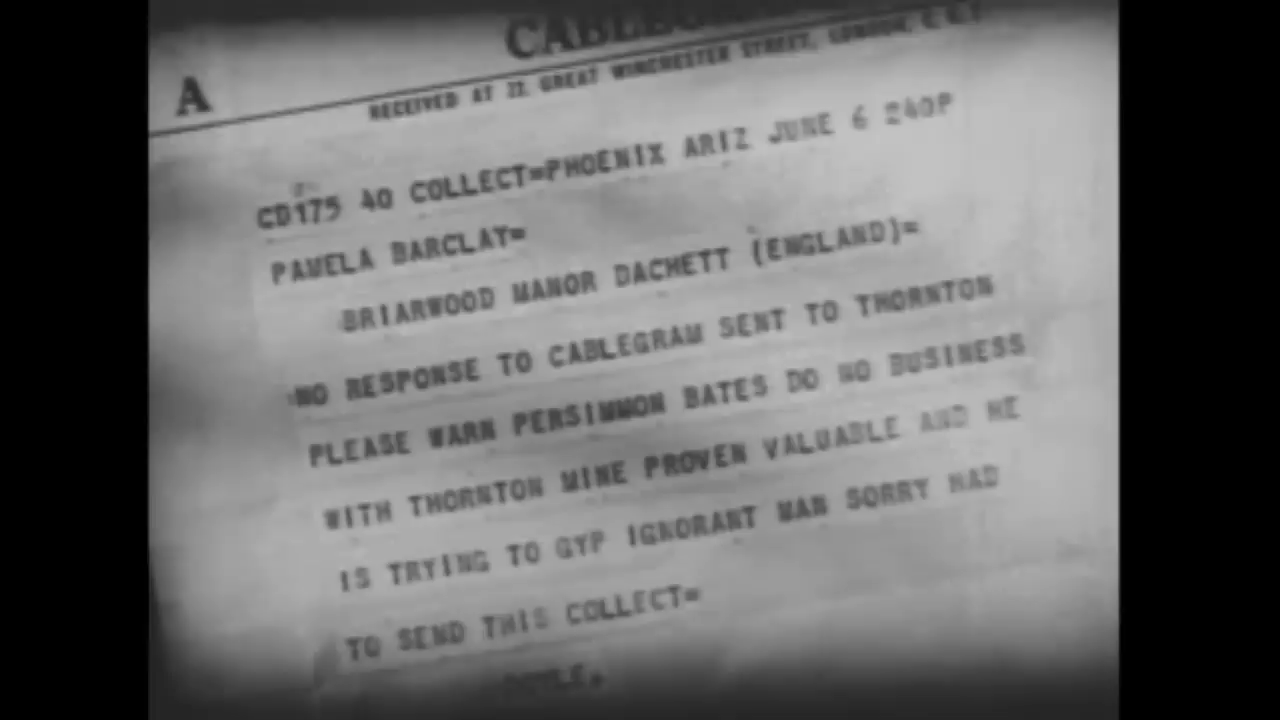 A
RECEIVED AT 22, GREAT WINCHESTER STREET, LONDON, E.C.2
CD175 40 COLLECT=PHOENIX ARIZ JUNE 6 240P
PAMELA BARCLAY=
BRIARWOOD MANOR DACHETT (ENGLAND)=
NO RESPONSE TO CABLEGRAM SENT TO THORNTON
PLEASE WARN PERSIMMON BATES DO NO BUSINESS
WITH THORNTON MINE PROVEN VALUABLE AND HE
IS TRYING TO GYP IGNORANT MAN SORRY HAD
TO SEND THIS COLLECT=